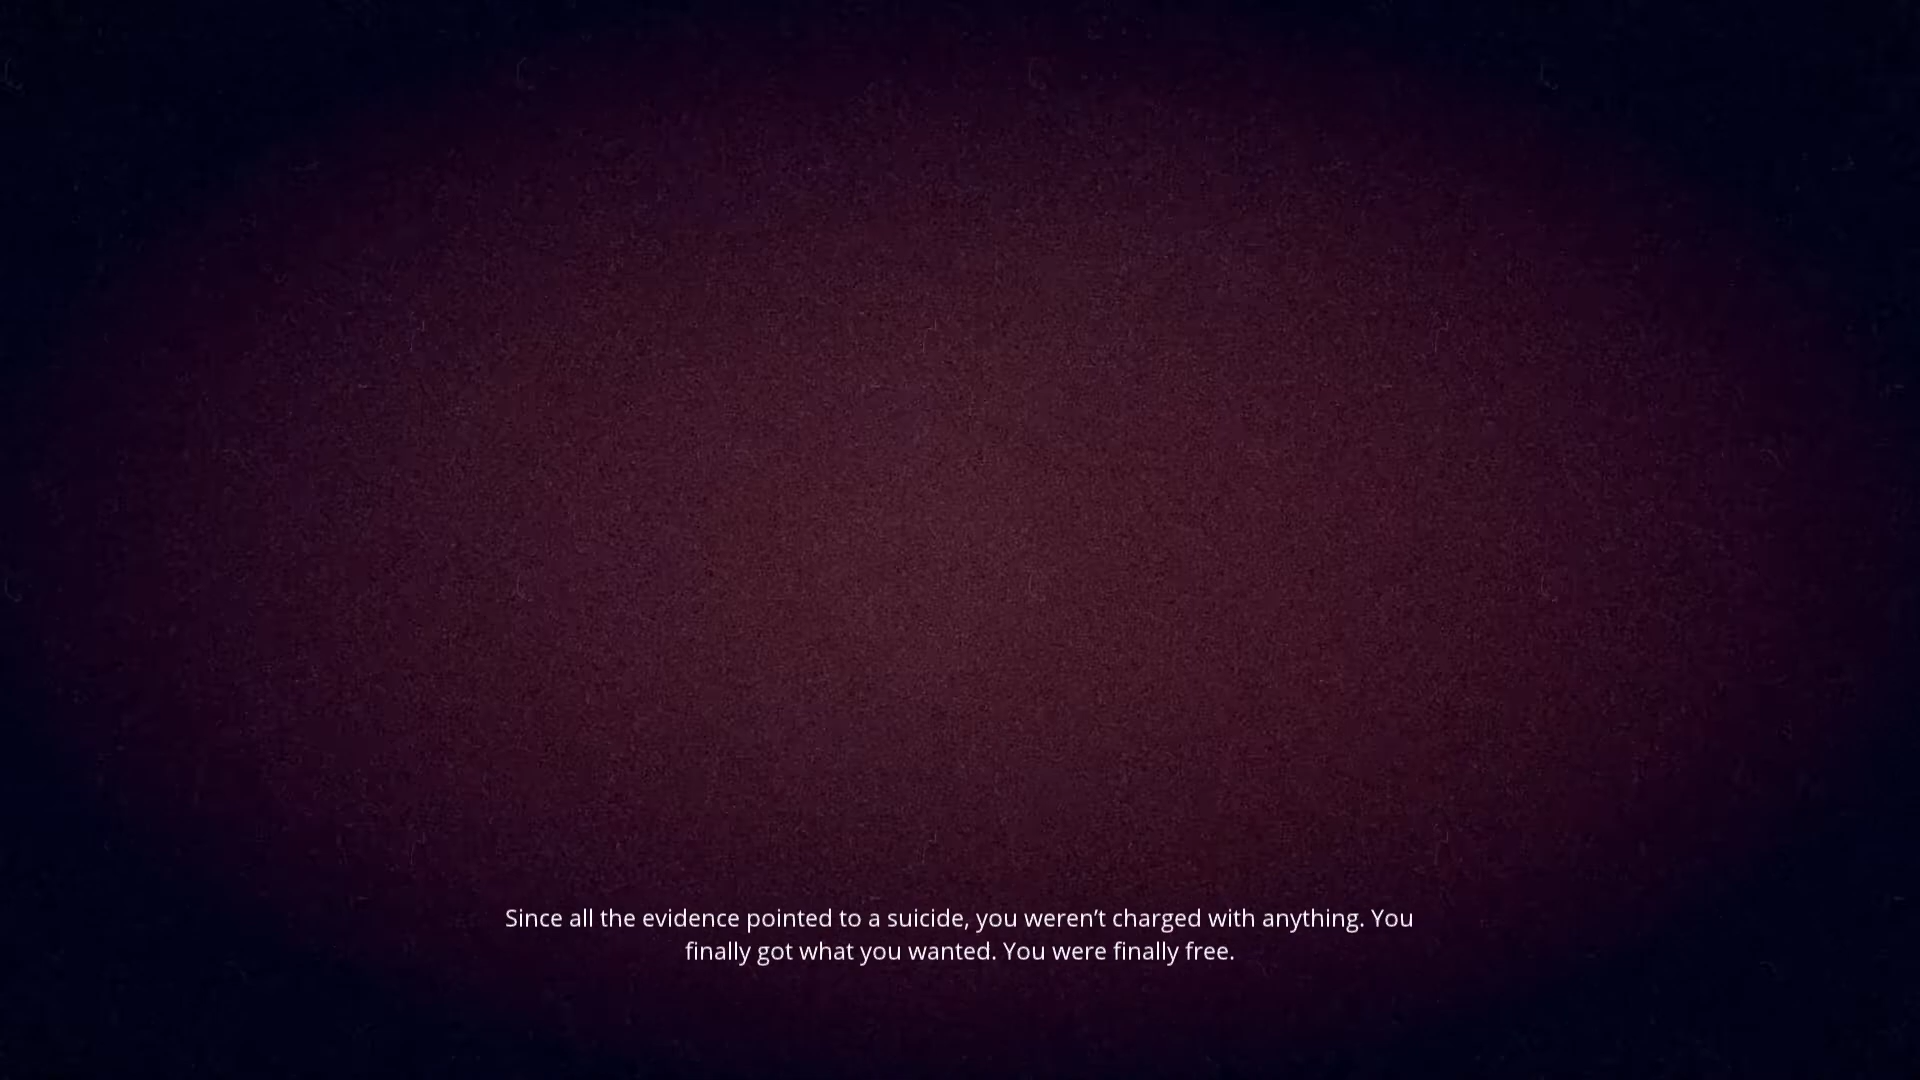 Since all the evidence pointed to a suicide, you weren’t charged with anything. You
finally got what you wanted. You were finally free.